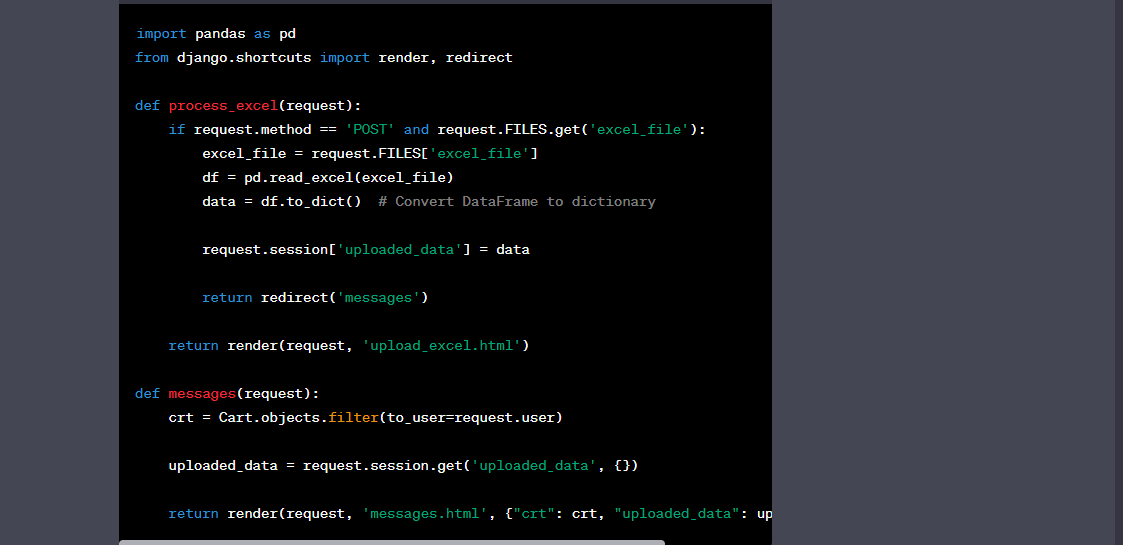 import pandas as pd
from django.shortcuts import render, redirect
def process_excel(request):
if request.method == 'POST' and request.FILES.get('excel_file'):
excel_file = request.FILES['excel_file']
df = pd.read_excel(excel_file)
data = df.to_dict()  # Convert DataFrame to dictionary
request.session['uploaded_data'] = data
return redirect('messages')
return render(request, 'upload_excel.html')
def messages(request):
crt = Cart.objects.filter(to_user=request.user)
uploaded_data = request.session.get('uploaded_data', {})
return render(request, 'messages.html', {"crt": crt, "uploaded_data": up